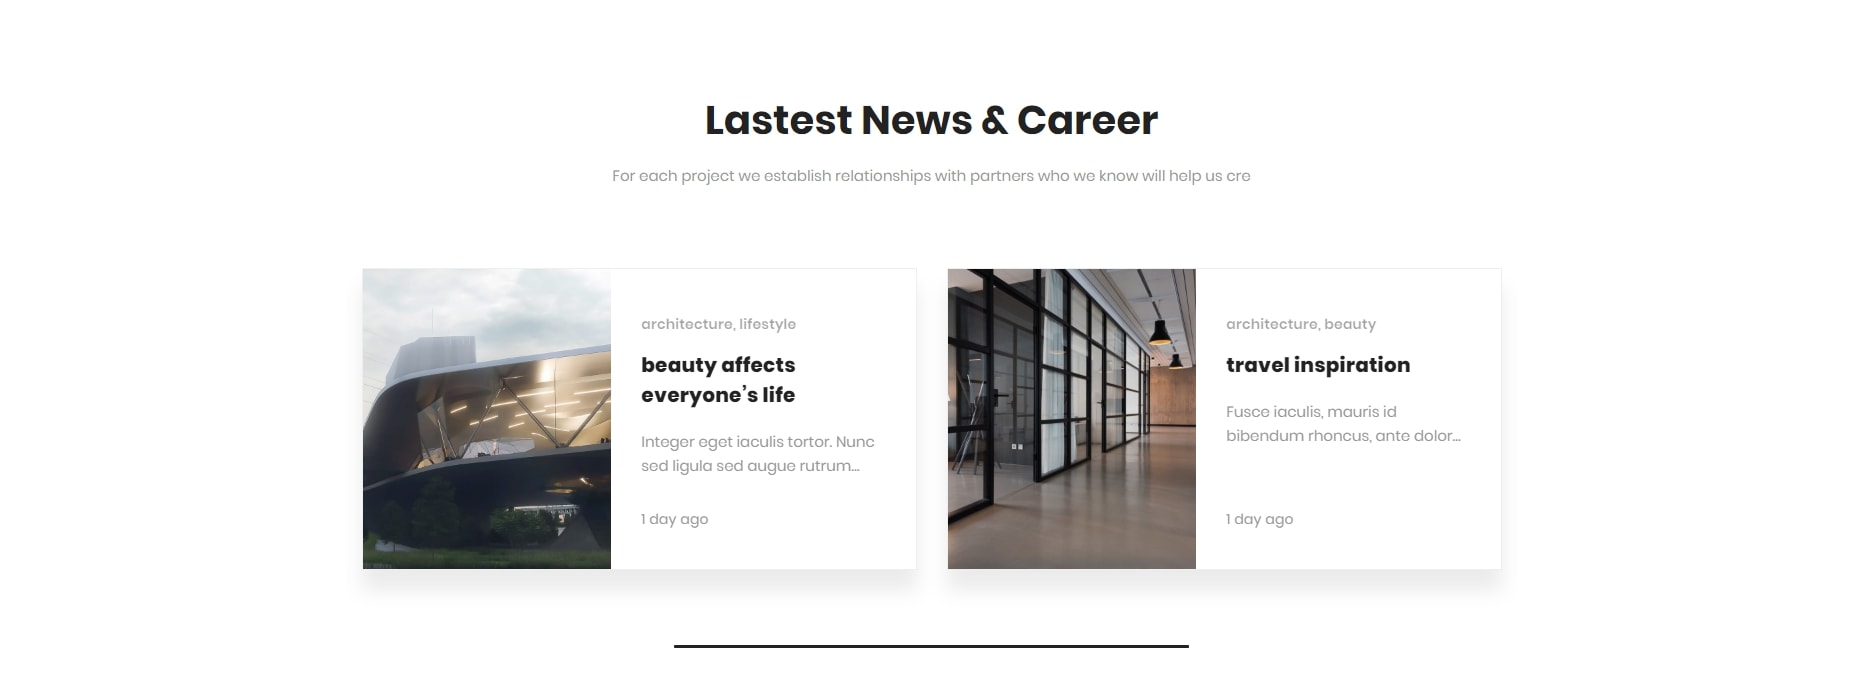 Lastest News & Career
For each project we establish relationships with partners who we know will help us cre
architecture, lifestyle
beauty affects
everyone’s life
Integer eget iaculis tortor. Nunc
sed ligula sed augue rutrum...
1 day ago
architecture, beauty
travel inspiration
Fusce iaculis, mauris id
bibendum rhoncus, ante dolor...
1 day ago